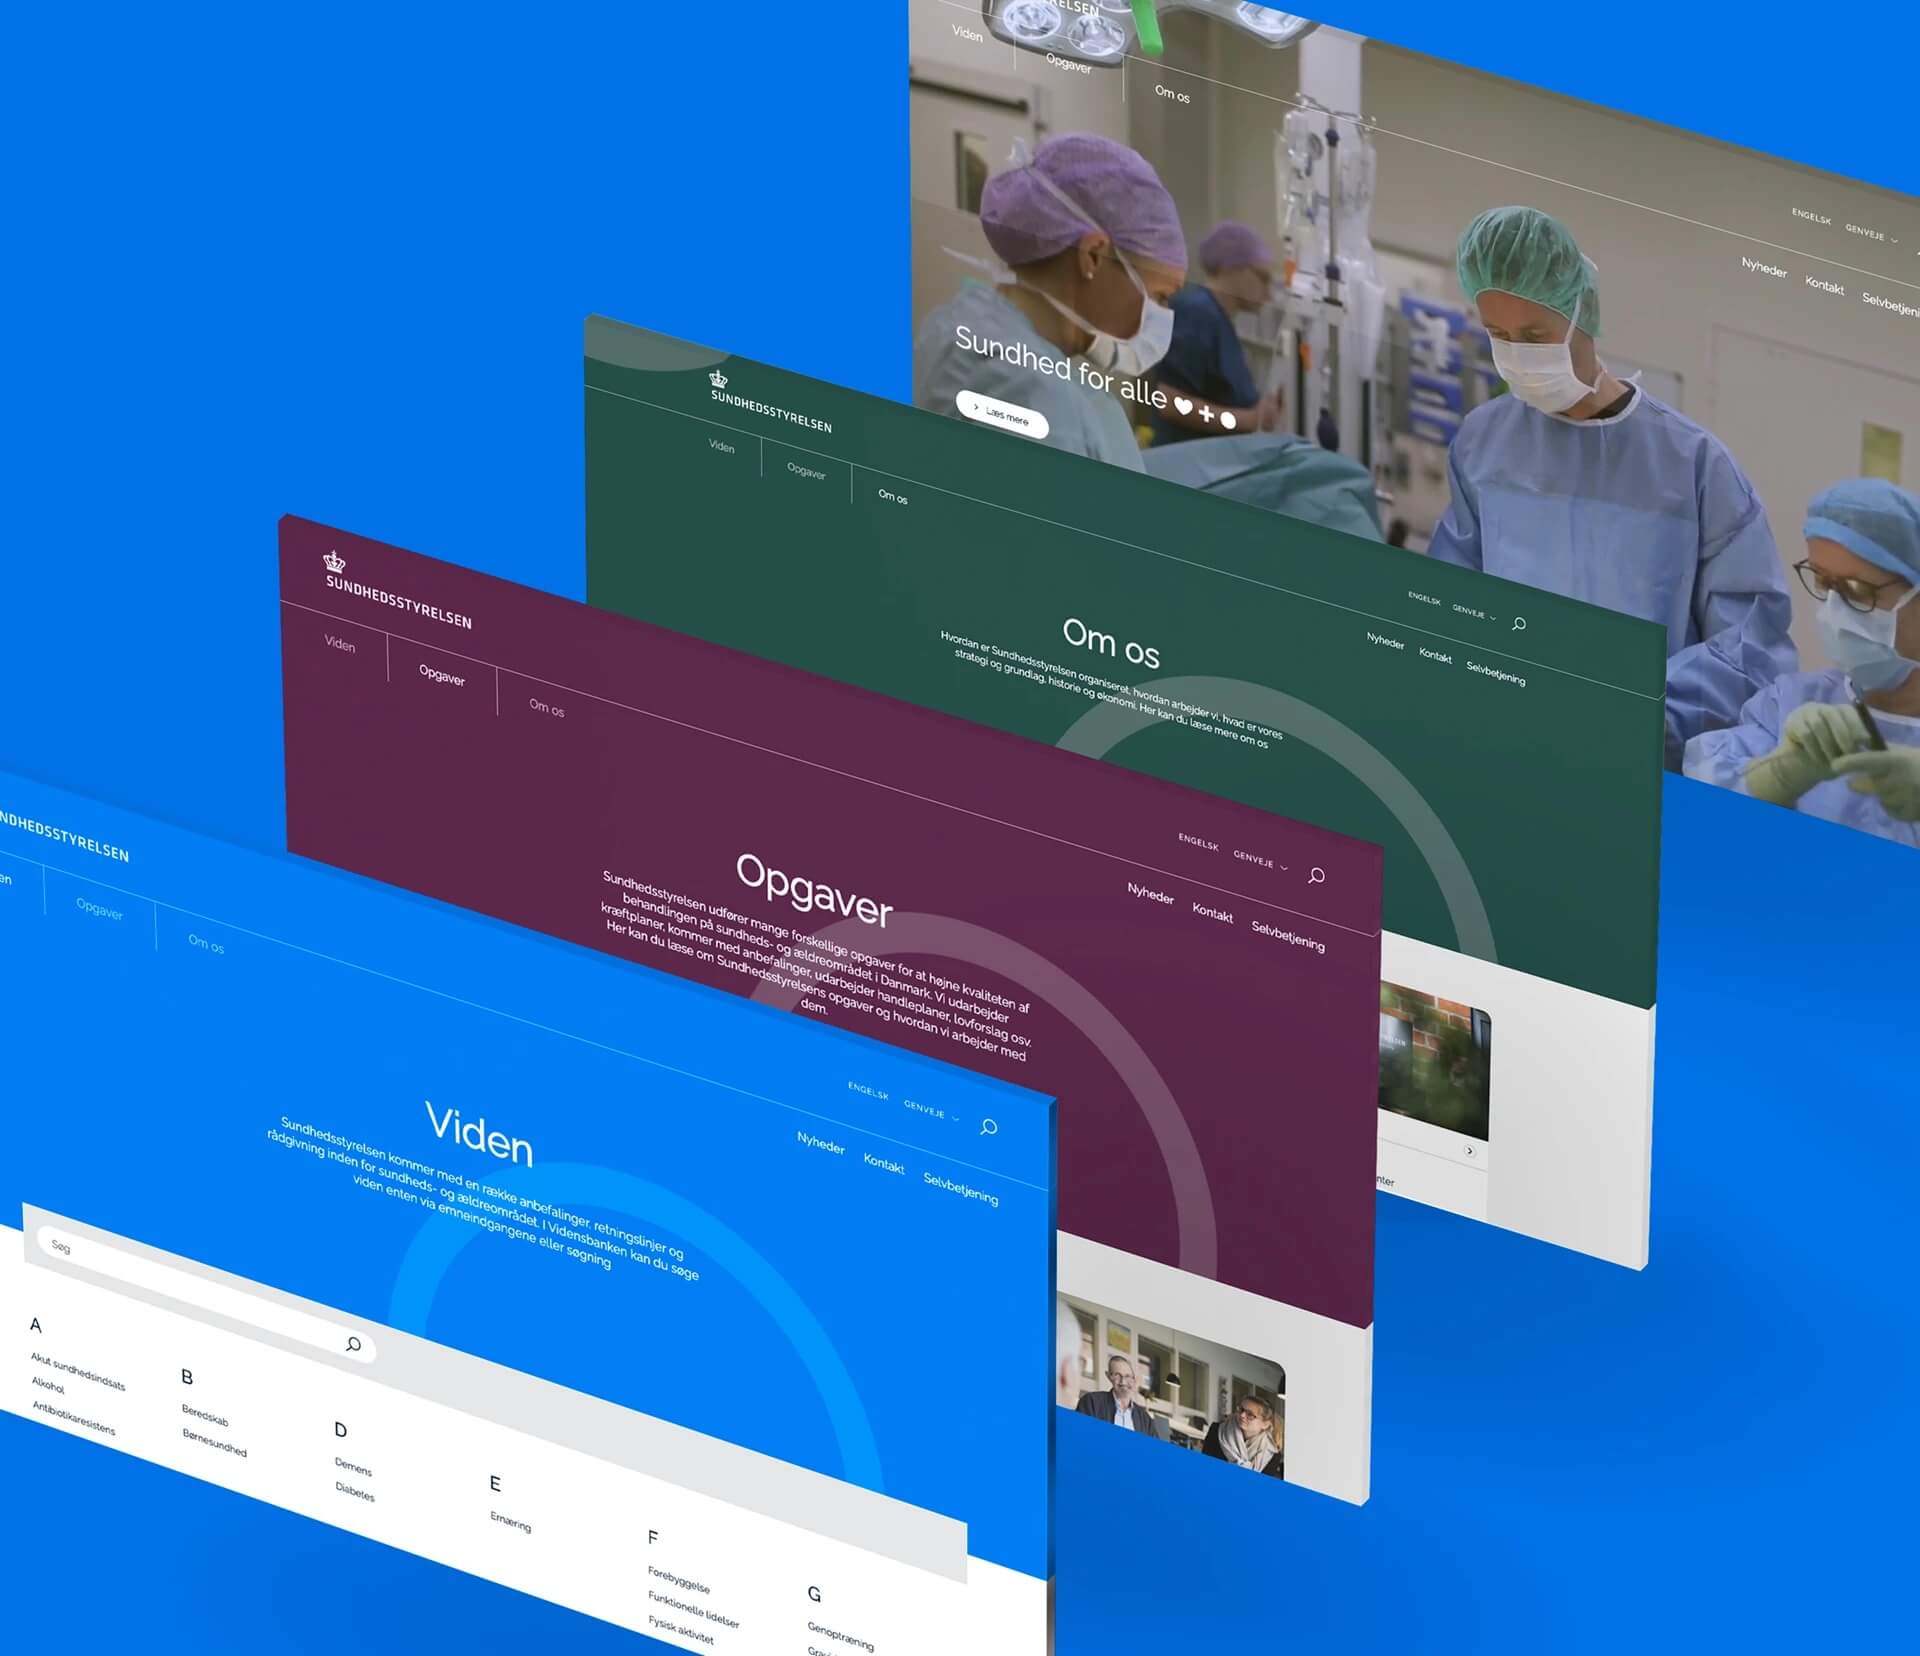 Viden
Opgaver
Om os
ENGELSK
GENVEJE
Nyheder
Kontakt
Sundhed for alle
Læs mere
SUNDHEDSSTYRELSEN
Viden
Opgaver
Om os
ENGELSK
GENVEJE
Nyheder
Kontakt
Selvbetjening
Om os
Hvordan er Sundhedsstyrelsen organiseret, hvordan arbejder vi, hvad er vores
strategi og grundlag, historie og økonomi. Her kan du læse mere om os
SUNDHEDSSTYRELSEN
Viden
Opgaver
Om os
ENGELSK
GENVEJE
Nyheder
Kontakt
Selvbetjening
Opgaver
Sundhedsstyrelsen udfører mange forskellige opgaver for at højne kvaliteten af
behandlingen på sundheds- og ældreområdet i Danmark. Vi udarbejder
kræftplaner, kommer med anbefalinger, udarbejder handleplaner, lovforslag osv.
Her kan du læse om Sundhedsstyrelsens opgaver og hvordan vi arbejder med
dem.
NDHEDSSTYRELSEN
en
Opgaver
Om os
ENGELSK
GENVEJE
Nyheder
Kontakt
Selvbetjening
Viden
Sundhedsstyrelsen kommer med en række anbefalinger, retningslinjer og
rådgivning inden for sundheds- og ældreområdet. I Vidensbanken kan du søge
viden enten via emneindgangene eller søgning
Søg
A
Akut sundhedsindsats
Alkohol
Antibiotikaresistens
B
Beredskab
Børnesundhed
D
Demens
Diabetes
E
Ernæring
F
Forebyggelse
Funktionelle lidelser
Fysisk aktivitet
G
Genoptræning